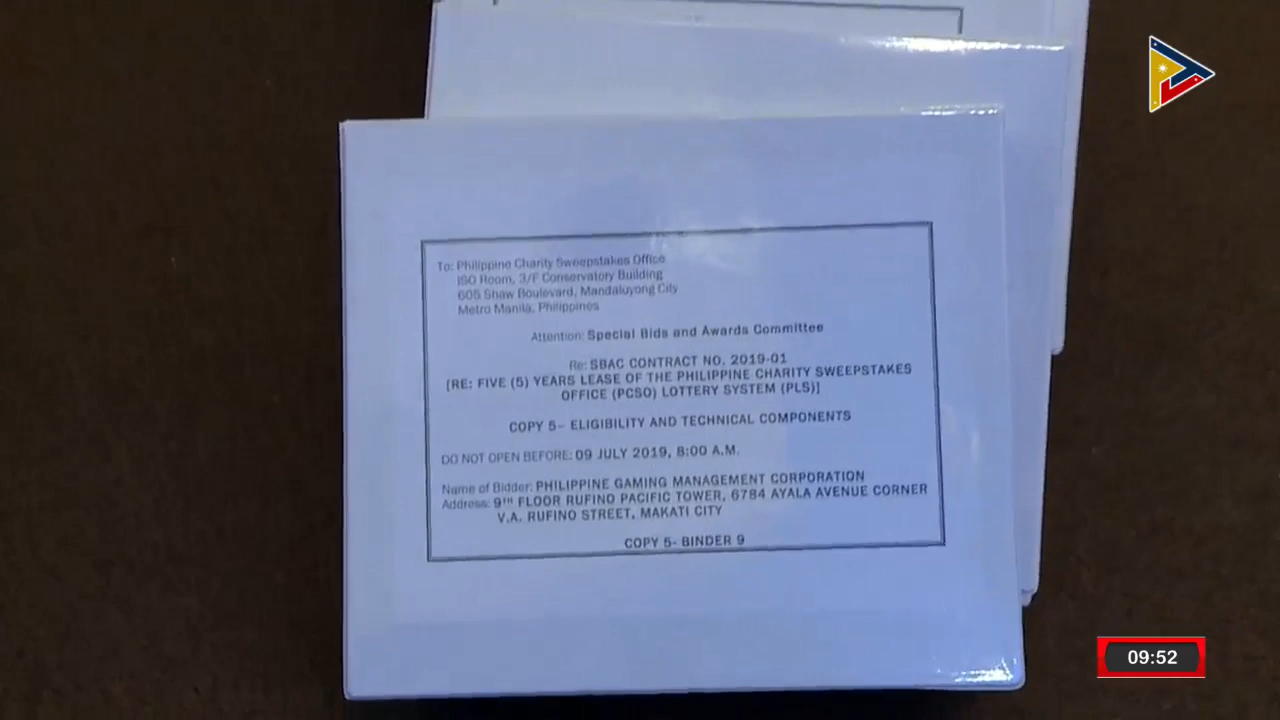 To: Philippine Charity Sweepstakes Office
ISO Room, 3/F Conservatory Building
605 Shaw Boulevard, Mandaluyong City
Metro Manila, Philippines
Attention: Special Bids and Awards Committee
Re: SBAC CONTRACT NO. 2019-01
[RE: FIVE (5) YEARS LEASE OF THE PHILIPPINE CHARITY SWEEPSTAKES
OFFICE (PCSO) LOTTERY SYSTEM (PLS)]
COPY 5– ELIGIBILITY AND TECHNICAL COMPONENTS
DO NOT OPEN BEFORE: 09 JULY 2019, 8:00 A.M.
Name of Bidder: PHILIPPINE GAMING MANAGEMENT CORPORATION
Address: 9TH FLOOR RUFINO PACIFIC TOWER, 6784 AYALA AVENUE CORNER
V.A. RUFINO STREET, MAKATI CITY
COPY 5- BINDER 9
09:52